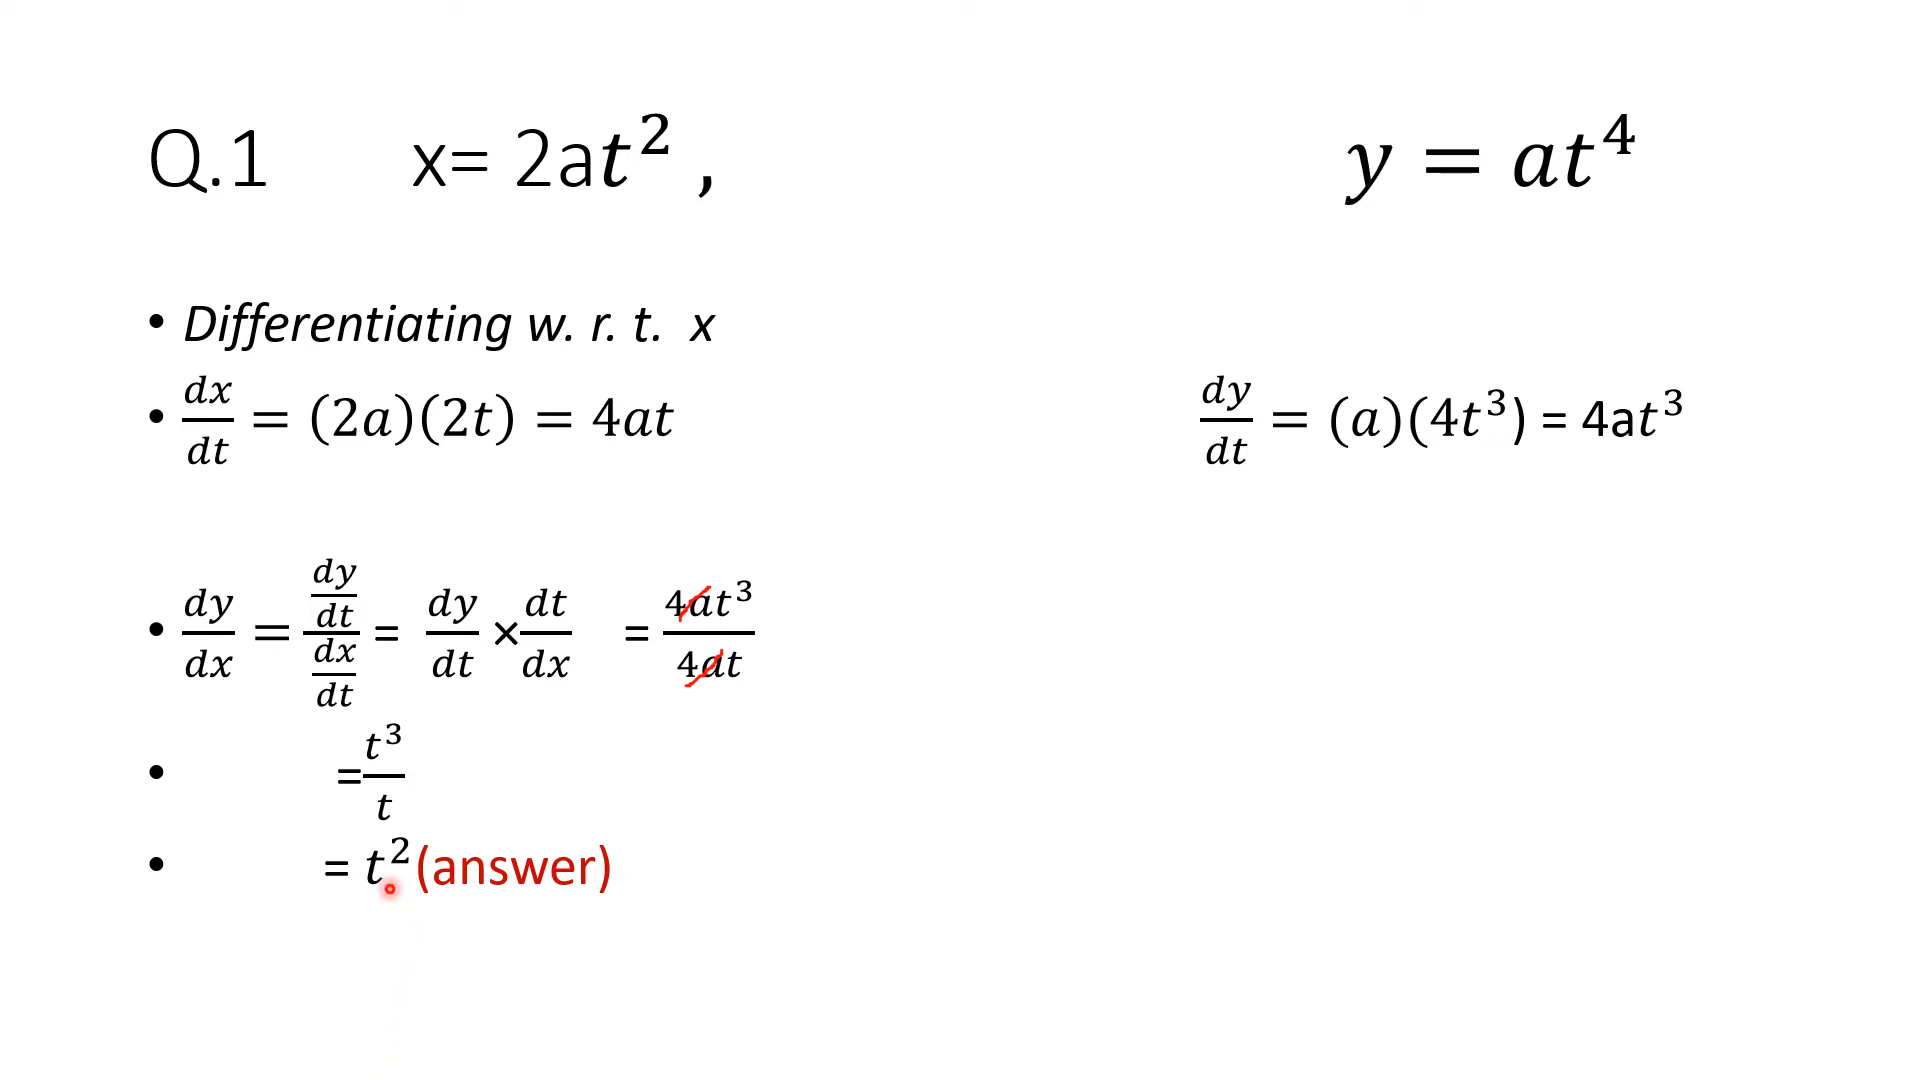 Q.1 x= 2at² , y = at⁴
• Differentiating w. r. t. x
• dx/dt = (2a)(2t) = 4at dy/dt = (a)(4t³) = 4at³
• dy/dx = (dy/dt)/(dx/dt) = dy/dt × dt/dx = 4at³/4at
• = t³/t
• = t² (answer)